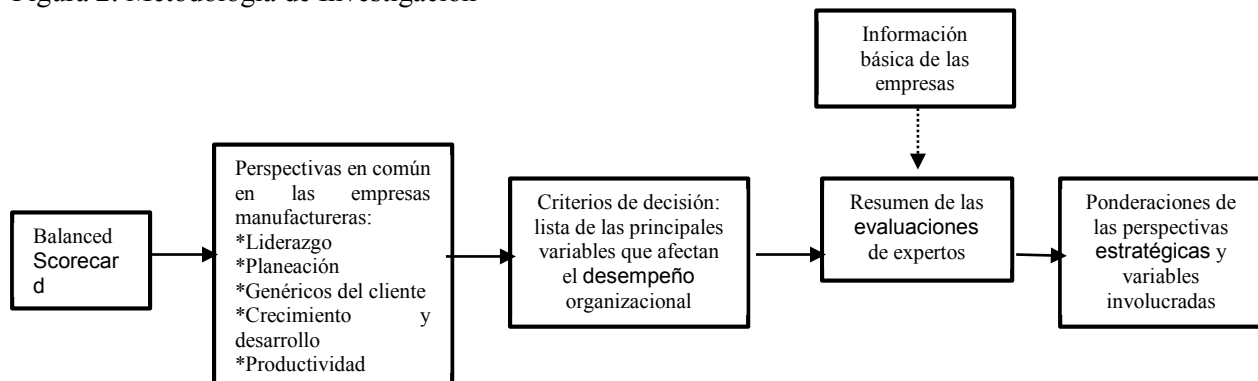 Figura 2. Metodología de Investigación
Información
básica de las
empresas
Balanced
Scorecar
d
Perspectivas en común
en las empresas
manufactureras:
*Liderazgo
*Planeación
*Genéricos del cliente
*Crecimiento y
desarrollo
*Productividad
Criterios de decisión:
lista de las principales
variables que afectan
el desempeño
organizacional
Resumen de las
evaluaciones
de expertos
Ponderaciones de
las perspectivas
estratégicas y
variables
involucradas